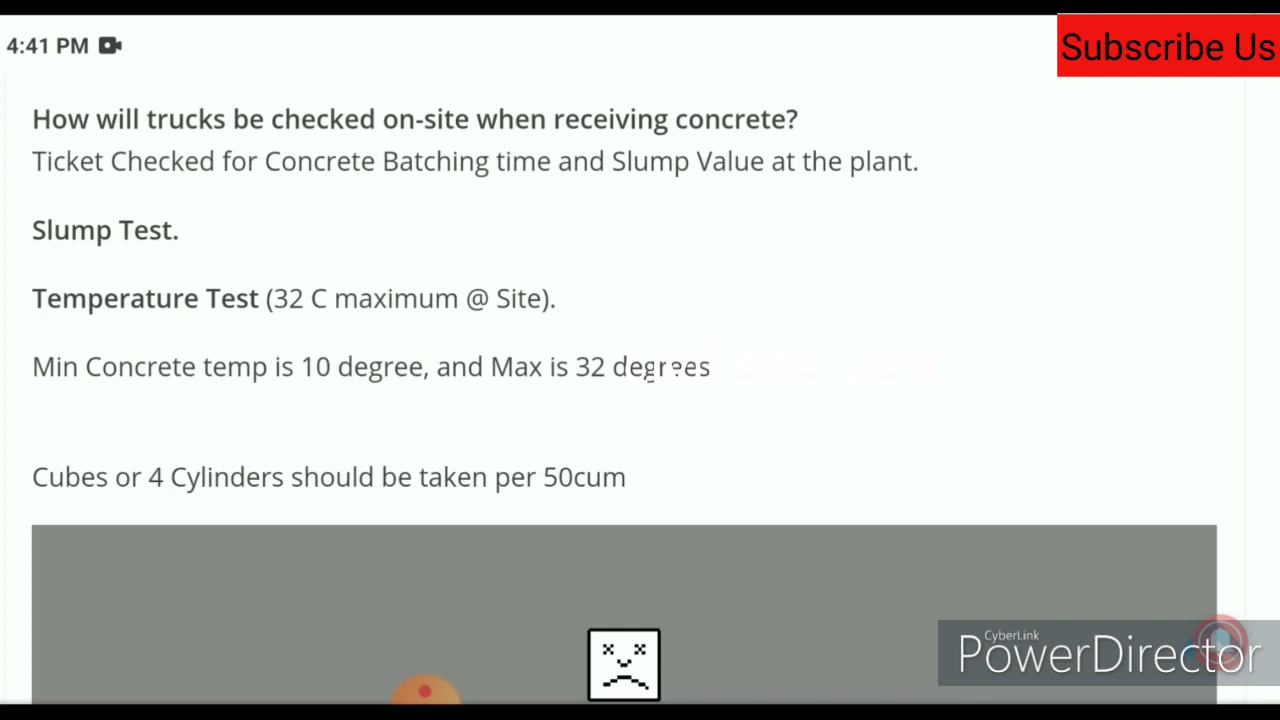 4:41 PM
Subscribe Us
How will trucks be checked on-site when receiving concrete?
Ticket Checked for Concrete Batching time and Slump Value at the plant.
Slump Test.
Temperature Test (32 C maximum @ Site).
Min Concrete temp is 10 degree, and Max is 32 degrees
Cubes or 4 Cylinders should be taken per 50cum
CyberLink
PowerDirector